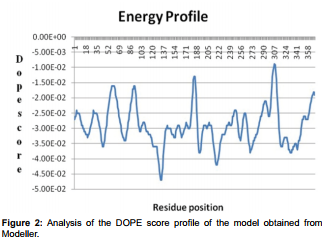 Energy Profile
0.00E+00
-5.00E-03
-1.00E-02
-1.50E-02
-2.00E-02
-2.50E-02
-3.00E-02
-3.50E-02
-4.00E-02
-4.50E-02
-5.00E-02
Dope score
1 18 35 52 69 86 103 120 137 154 171 188 205 222 239 256 273 290 307 324 341 358
Residue position
Figure 2: Analysis of the DOPE score profile of the model obtained from
Modeller.